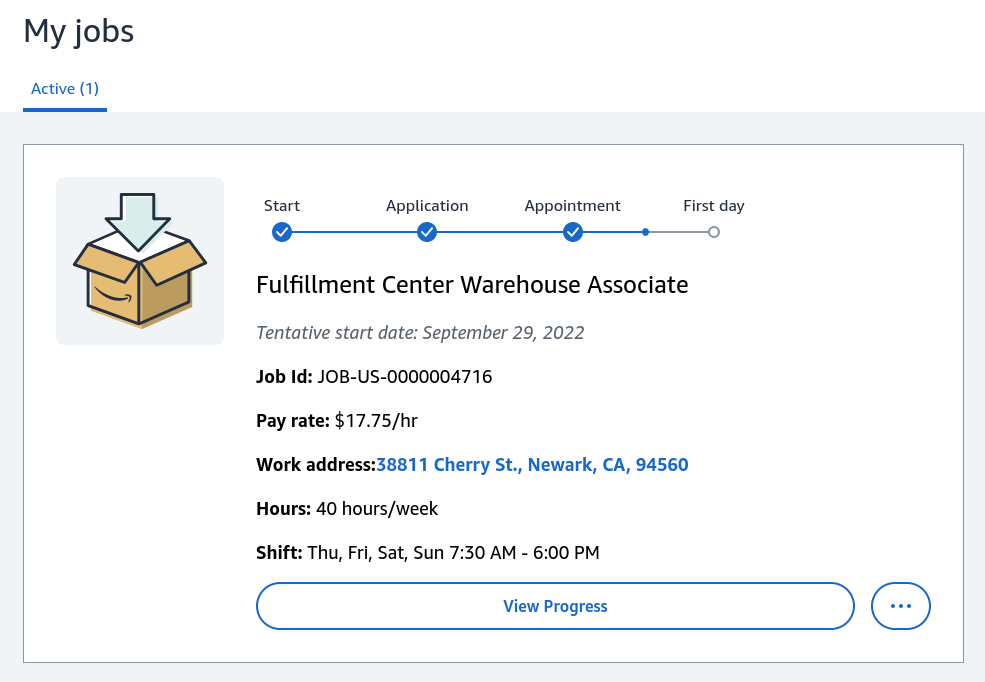 My jobs
Active (1)
Start
Application
Appointment
First day
Fulfillment Center Warehouse Associate
Tentative start date: September 29, 2022
Job Id: JOB-US-0000004716
Pay rate: $17.75/hr
Work address:38811 Cherry St., Newark, CA, 94560
Hours: 40 hours/week
Shift: Thu, Fri, Sat, Sun 7:30 AM - 6:00 PM
View Progress